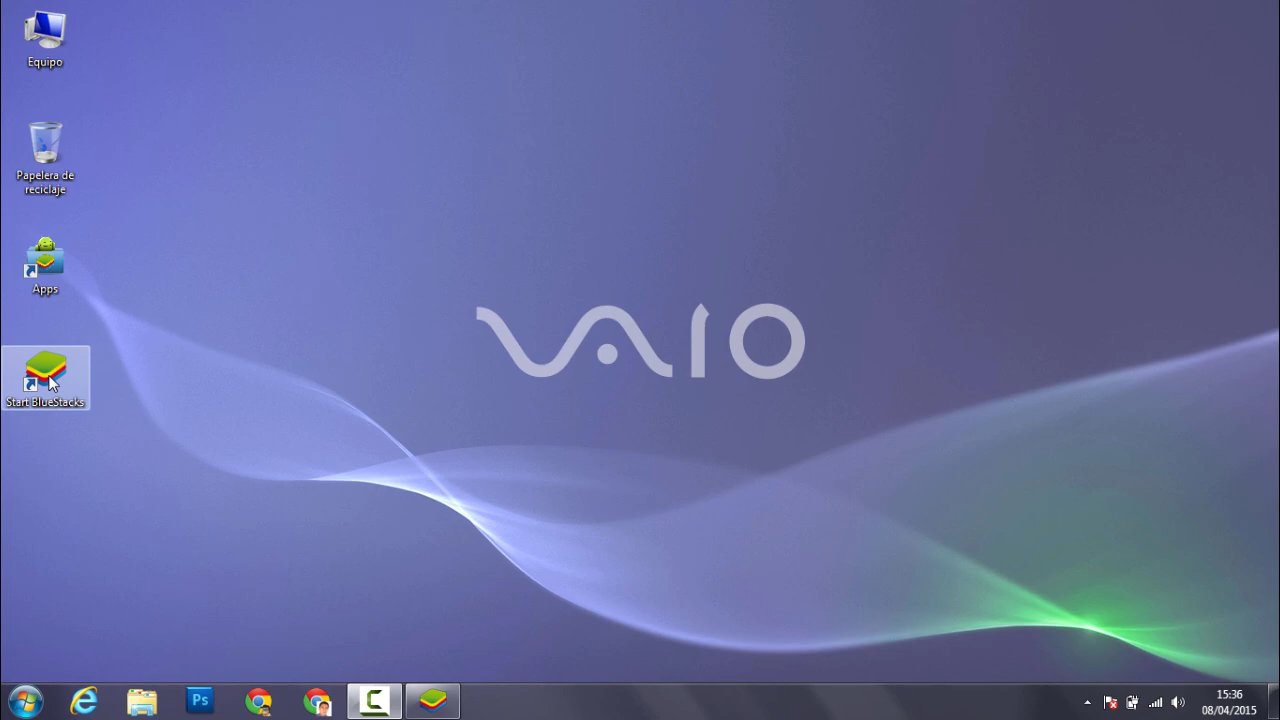 Equipo
Papelera de
reciclaje
Apps
Start BlueStacks
VAIO
Ps
15:36
08/04/2015